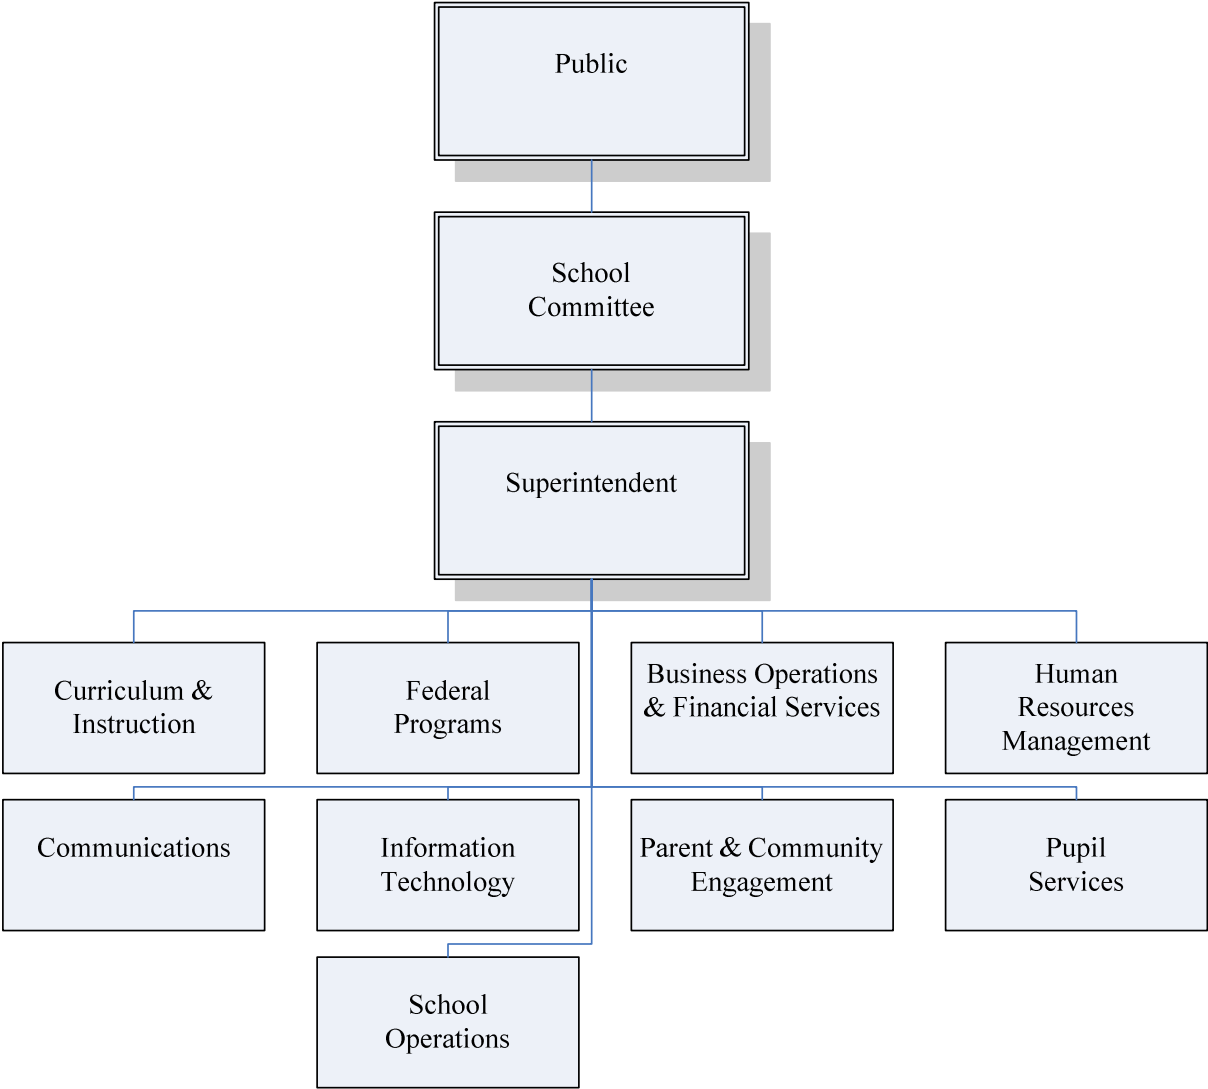 Public
School
Committee
Superintendent
Curriculum &
Instruction
Federal
Programs
Business Operations
& Financial Services
Human
Resources
Management
Communications
Information
Technology
Parent & Community
Engagement
Pupil
Services
School
Operations